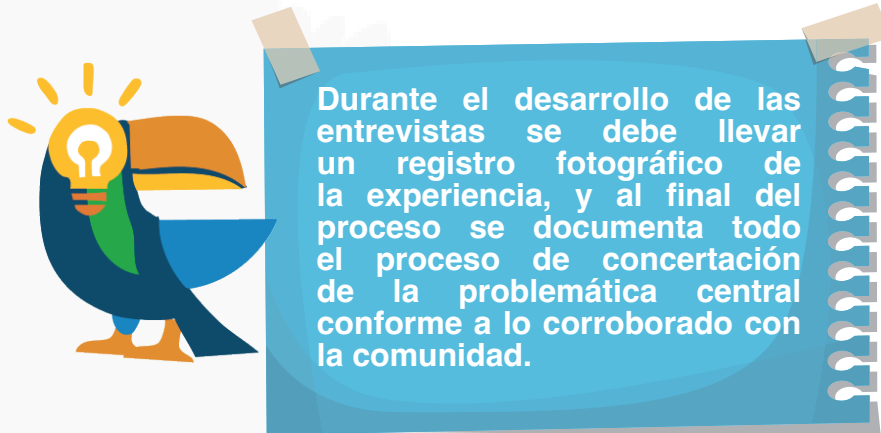 Durante el desarrollo de las
entrevistas se debe llevar
un registro fotográfico de
la experiencia, y al final del
proceso se documenta todo
el proceso de concertación
de la problemática central
conforme a lo corroborado con
la comunidad.